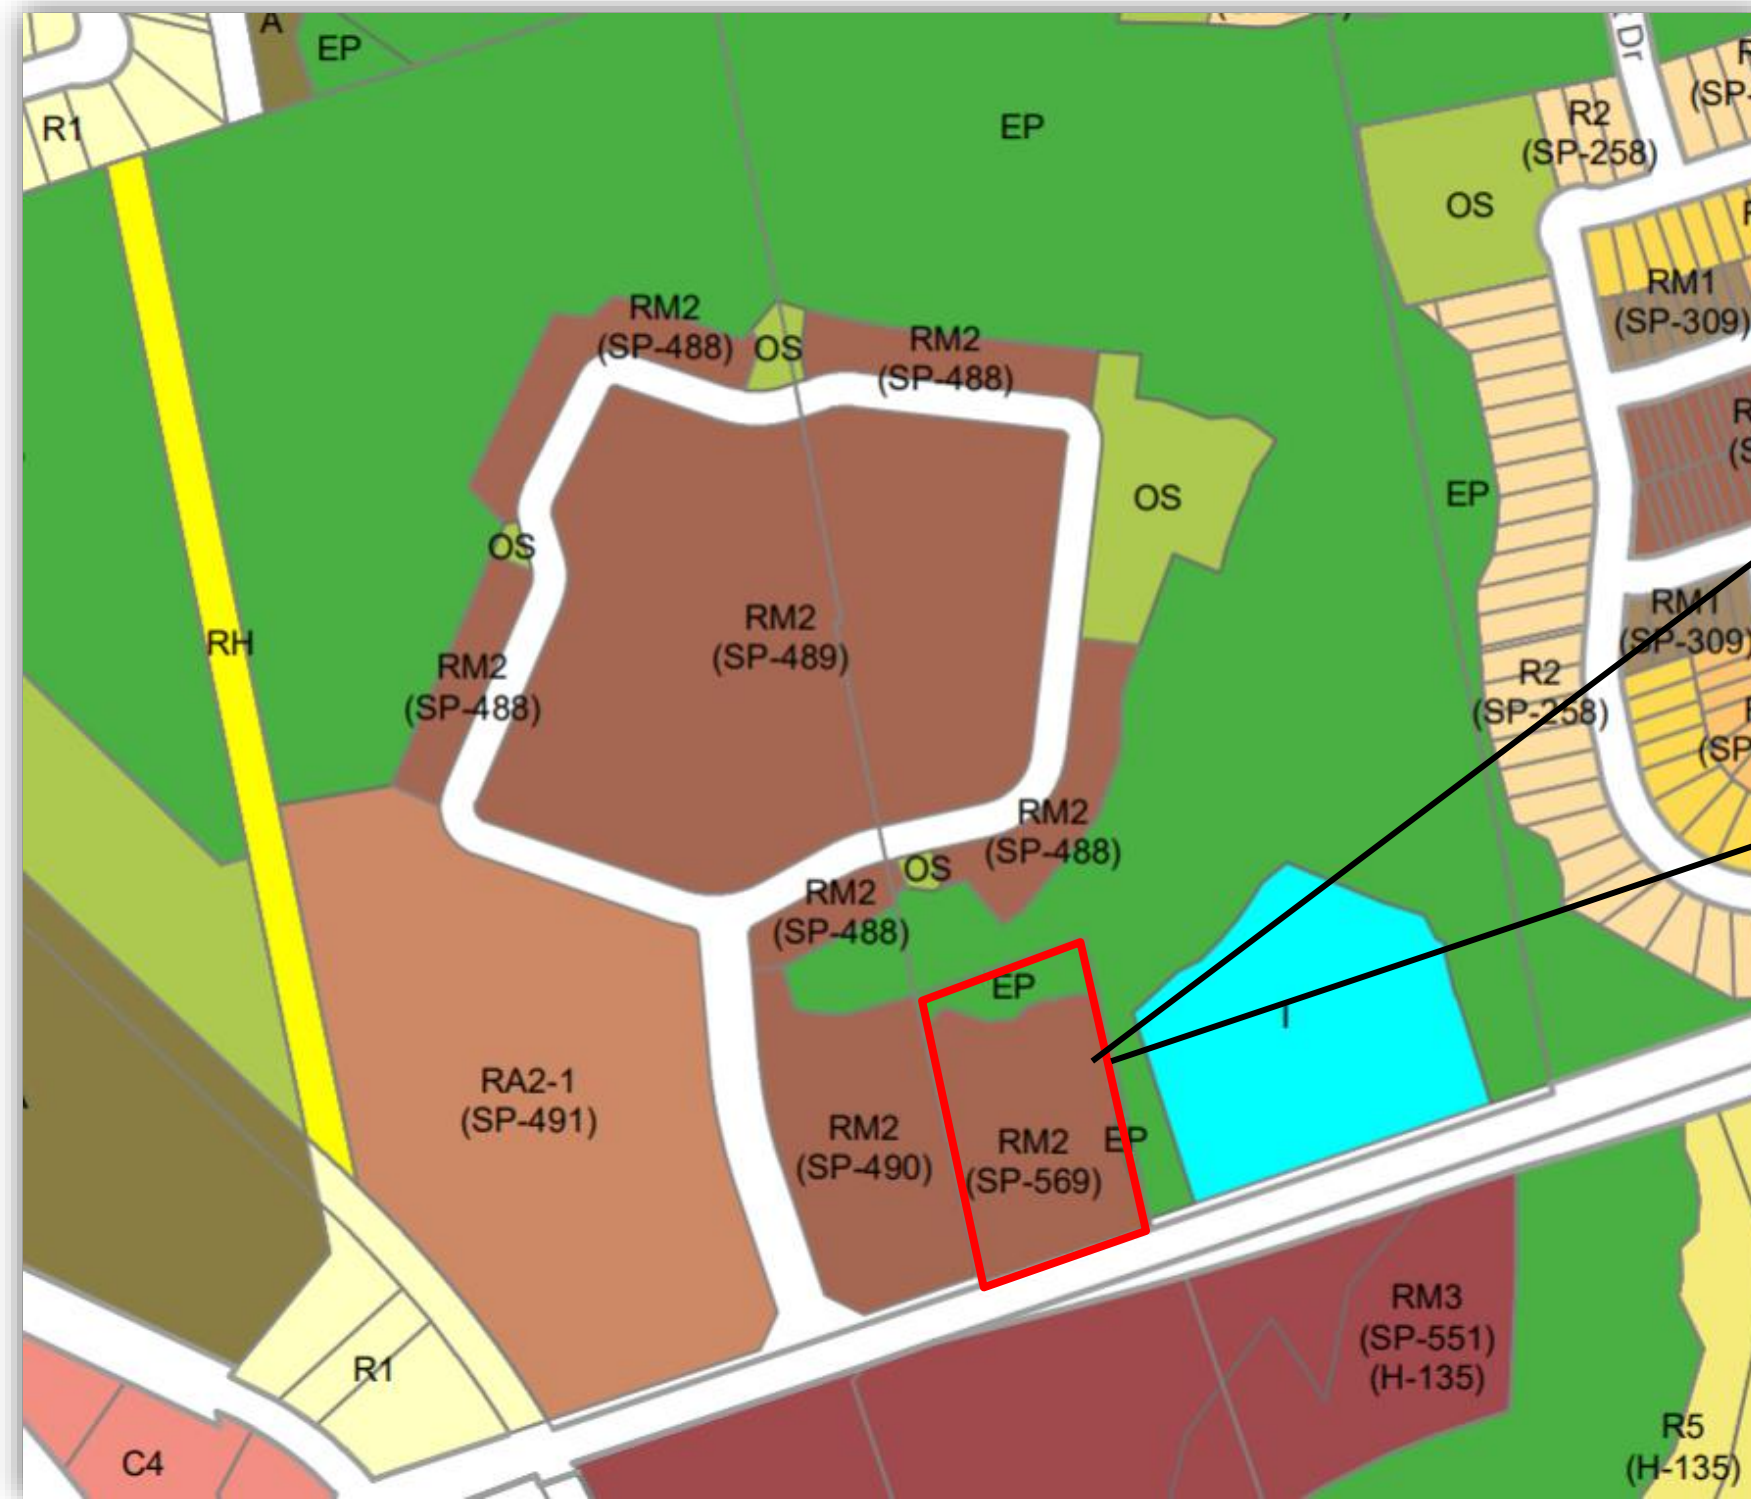 A
EP
R1
EP
Dr
R2
(SP-258)
(SP-
OS
RM1
(SP-309)
RM2
(SP-488)
OS
RM2
(SP-488)
OS
EP
OS
RH
RM2
(SP-488)
RM2
(SP-489)
RM1
(SP-309)
R2
(SP-258)
(SP
RM2
(SP-488)
OS
RM2
(SP-488)
EP
I
RA2-1
(SP-491)
RM2
(SP-490)
RM2
(SP-569)
EP
RM3
(SP-551)
(H-135)
R1
C4
R5
(H-135)